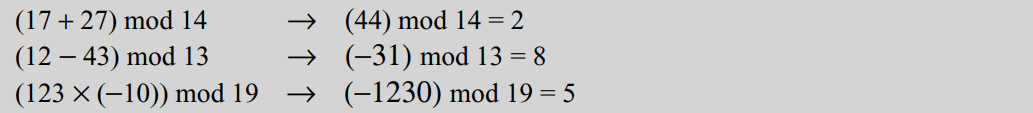 (17 + 27) mod 14 → (44) mod 14 = 2
(12 – 43) mod 13 → (−31) mod 13 = 8
(123 × (−10)) mod 19 → (−1230) mod 19 = 5